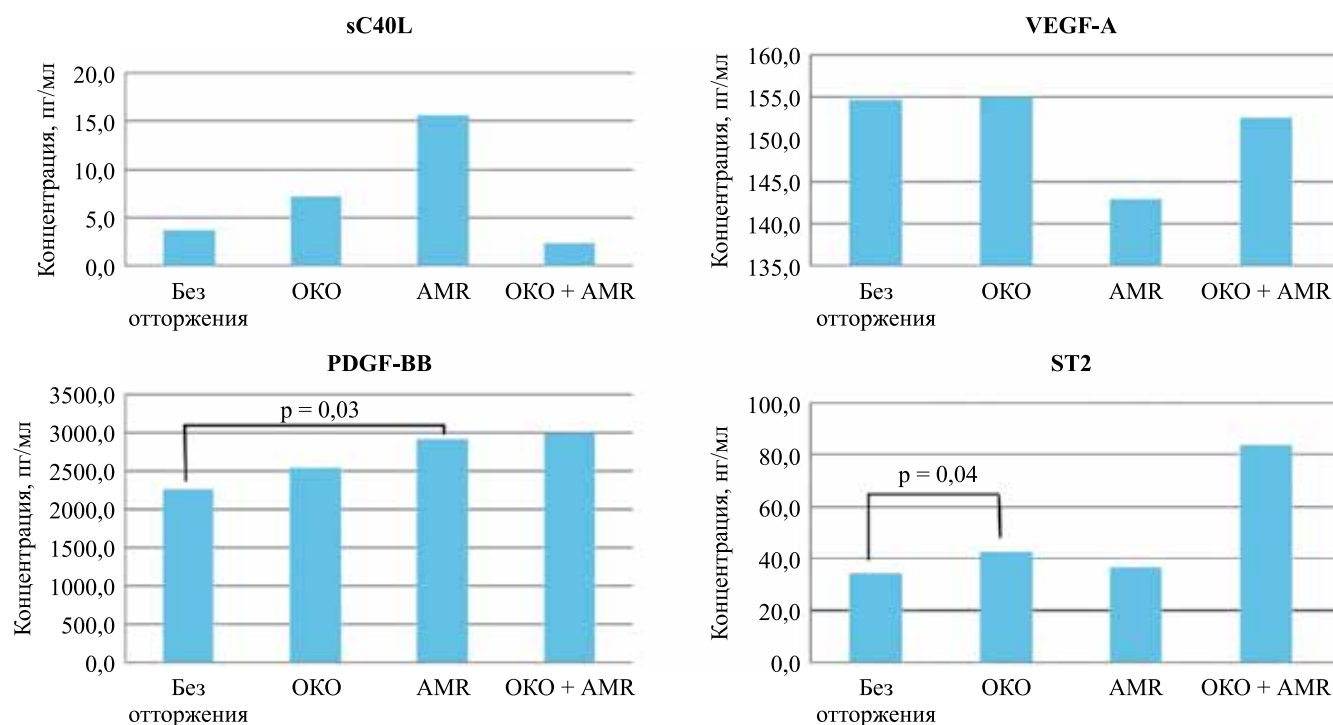 sC40L
Концентрация, пг/мл
20,0
15,0
10,0
5,0
0,0
Без отторжения
ОКО
AMR
ОКО + AMR
VEGF-A
Концентрация, пг/мл
160,0
155,0
150,0
145,0
140,0
135,0
Без отторжения
ОКО
AMR
ОКО + AMR
PDGF-BB
Концентрация, пг/мл
3500,0
3000,0
2500,0
2000,0
1500,0
1000,0
500,0
0,0
p = 0,03
Без отторжения
ОКО
AMR
ОКО + AMR
ST2
Концентрация, нг/мл
100,0
80,0
60,0
40,0
20,0
0,0
p = 0,04
Без отторжения
ОКО
AMR
ОКО + AMR